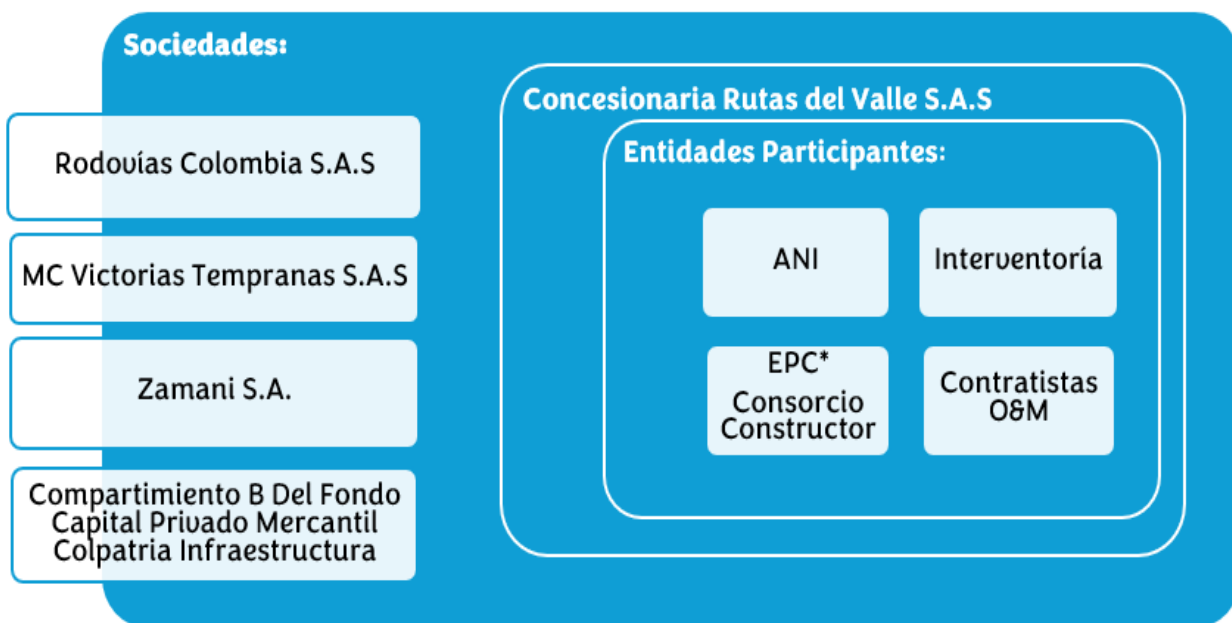 Sociedades:
Rodovías Colombia S.A.S
MC Victorias Tempranas S.A.S
Zamani S.A.
Compartimiento B Del Fondo
Capital Privado Mercantil
Colpatria Infraestructura
Concesionaria Rutas del Valle S.A.S
Entidades Participantes:
ANI
Interventoría
EPC*
Consorcio
Constructor
Contratistas
O&M